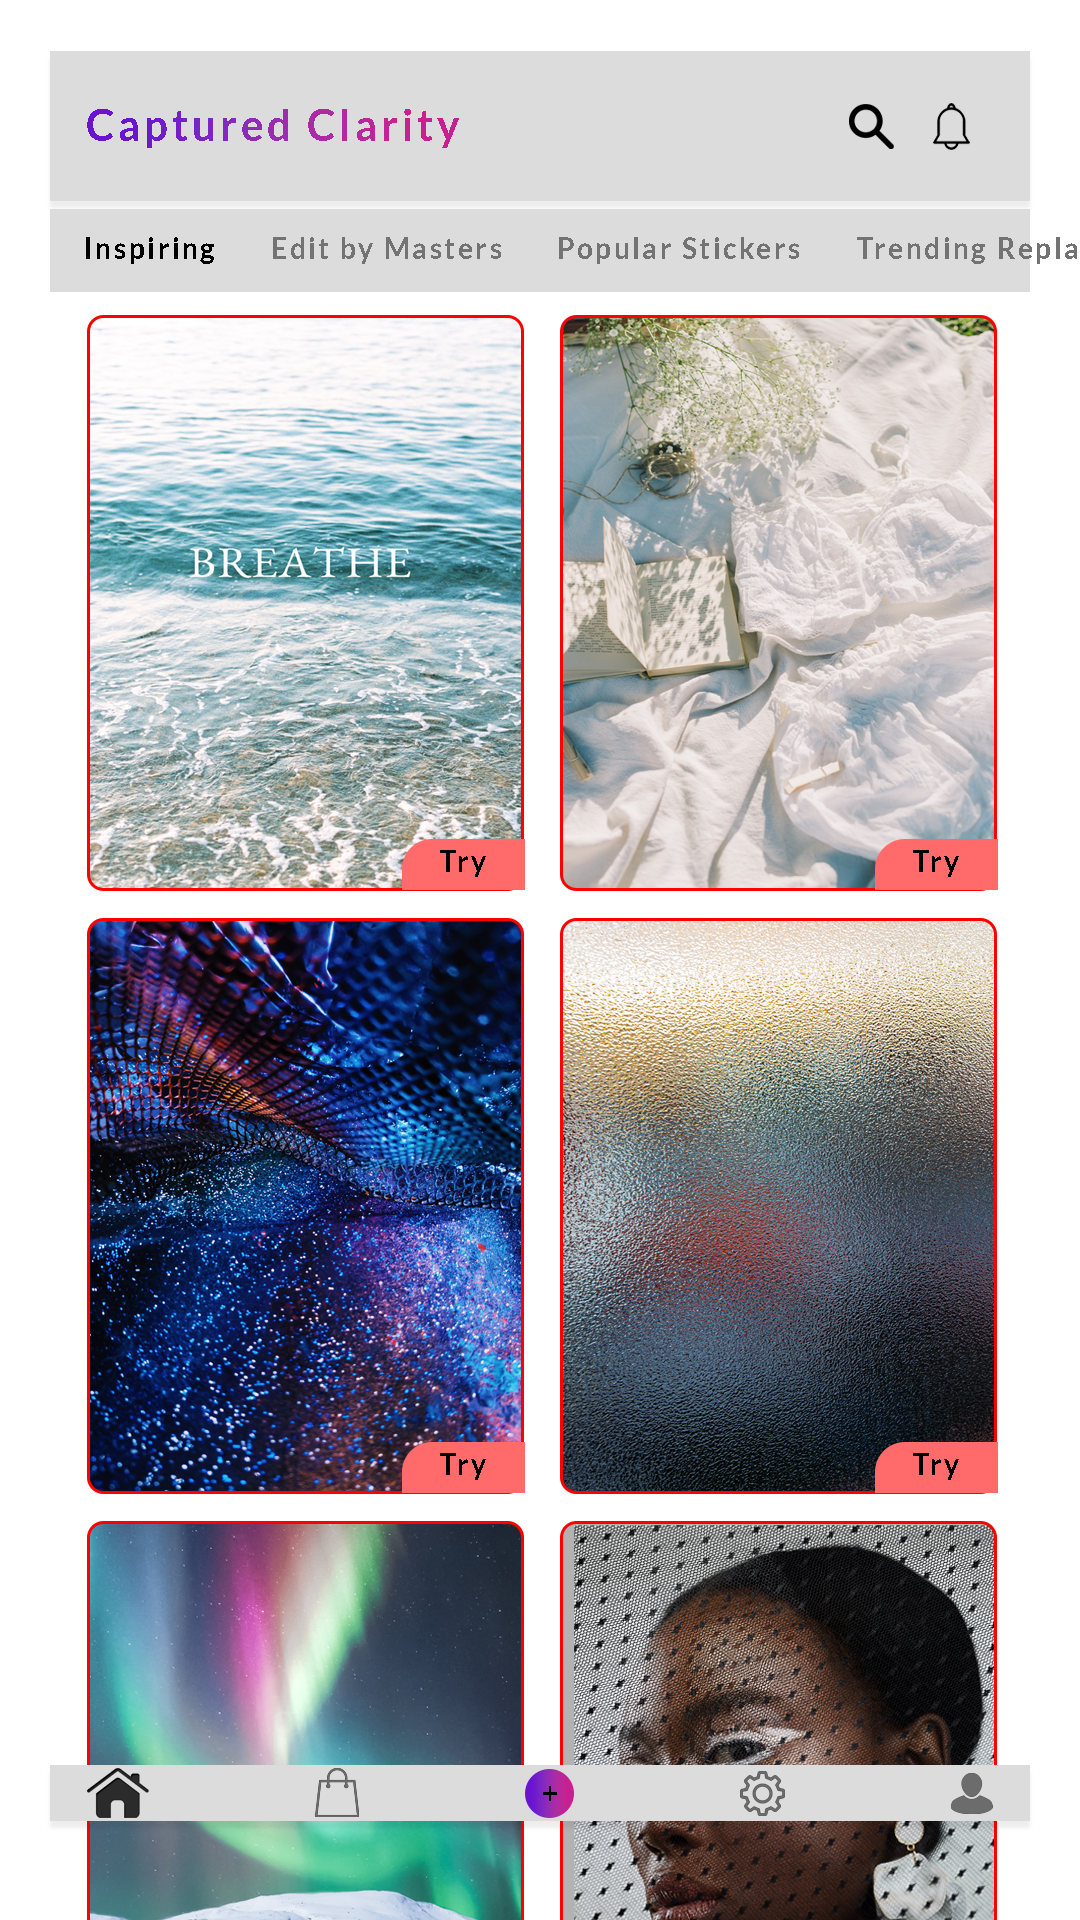 Captured Clarity
Inspiring Edit by Masters Popular Stickers Trending Repla
BREATHE
Try Try
Try Try
+